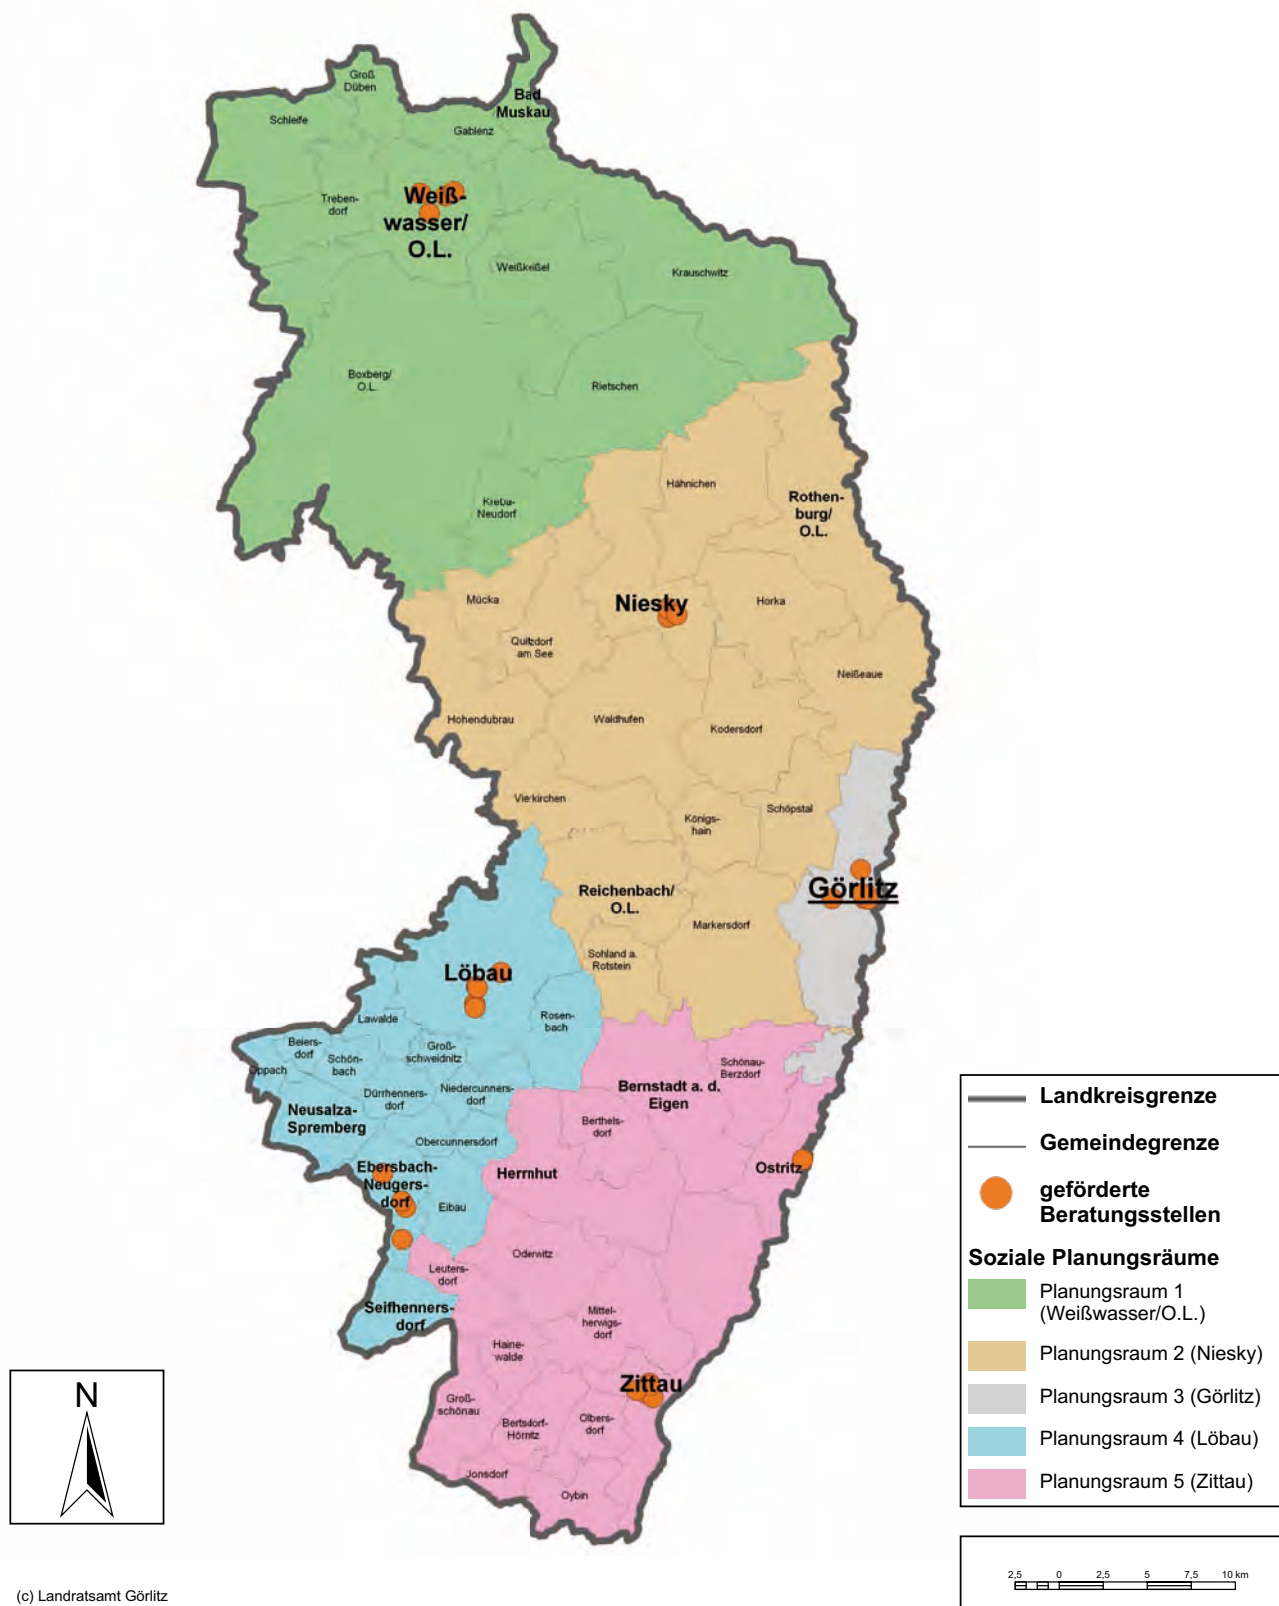 Groß
Düben
Bad
Muskau
Schleife
Gablenz
Treben-
dorf
Weiß-
wasser/
O.L.
Weißkeißel
Krauschwitz
Boxberg/
O.L.
Rietschen
Kreba-
Neudorf
Hähnichen
Rothen-
burg/
O.L.
Mücka
Niesky
Horka
Quitzdorf
am See
Neißeaue
Hohendubrau
Waldhufen
Kodersdorf
Vierkirchen
Schöpstal
Königs-
hain
Reichenbach/
O.L.
Görlitz
Markersdorf
Sohland a.
Rotstein
Löbau
Rosen-
bach
Lawalde
Beiers-
dorf
Schön-
bach
Groß-
schweidnitz
Oppach
Dürrhenners-
dorf
Niedercunners-
dorf
Schönau-
Berzdorf
Bernstadt a. d.
Eigen
Neusalza-
Spremberg
Berthels-
dorf
Obercunnersdorf
Ebersbach-
Neugers-
dorf
Herrnhut
Ostritz
Eibau
Oderwitz
Leuters-
dorf
Seifhenners-
dorf
Mittel-
herwigs-
dorf
Haine-
walde
Zittau
Groß-
schönau
Bertsdorf-
Hörnitz
Olbers-
dorf
Jonsdorf
Oybin
Landkreisgrenze
Gemeindegrenze
geförderte
Beratungsstellen
Soziale Planungsräume
Planungsraum 1
(Weißwasser/O.L.)
Planungsraum 2 (Niesky)
Planungsraum 3 (Görlitz)
Planungsraum 4 (Löbau)
Planungsraum 5 (Zittau)
N
2,5 0 2,5 5 7,5 10 km
(c) Landratsamt Görlitz